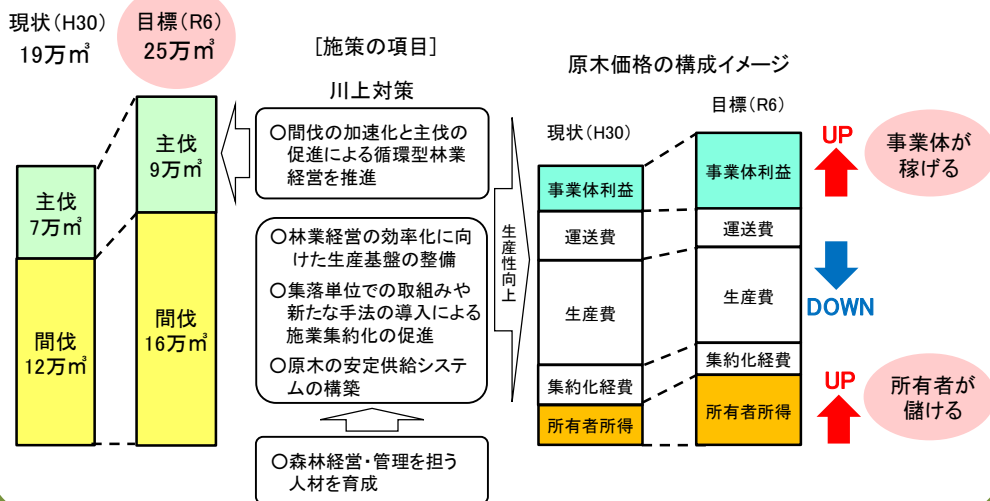 現状(H30)
19万㎥
目標(R6)
25万㎥
主伐
7万㎥
間伐
12万㎥
主伐
9万㎥
間伐
16万㎥
[施策の項目]
川上対策
○間伐の加速化と主伐の
促進による循環型林業
経営を推進
○林業経営の効率化に向
けた生産基盤の整備
○集落単位での取組みや
新たな手法の導入による
施業集約化の促進
○原木の安定供給システ
ムの構築
○森林経営・管理を担う
人材を育成
生産性向上
原木価格の構成イメージ
現状(H30)
事業体利益
運送費
生産費
集約化経費
所有者所得
目標(R6)
事業体利益
運送費
生産費
集約化経費
所有者所得
UP
事業体が
稼げる
DOWN
UP
所有者が
儲ける